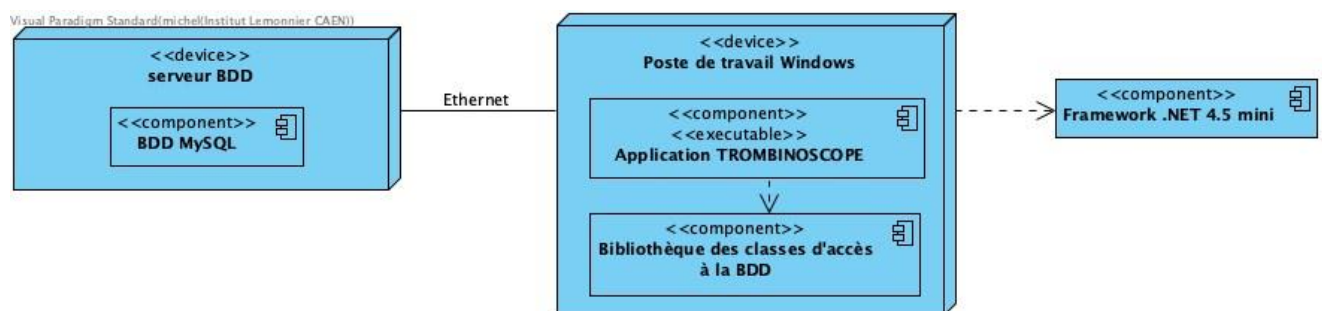 Visual Paradigm Standard(michel(Institut Lemonnier CAEN))
<<device>>
serveur BDD
<<component>>
BDD MySQL
Ethernet
<<device>>
Poste de travail Windows
<<component>>
<<executable>>
Application TROMBINOSCOPE
<<component>>
Bibliothèque des classes d'accès
à la BDD
<<component>>
Framework .NET 4.5 mini